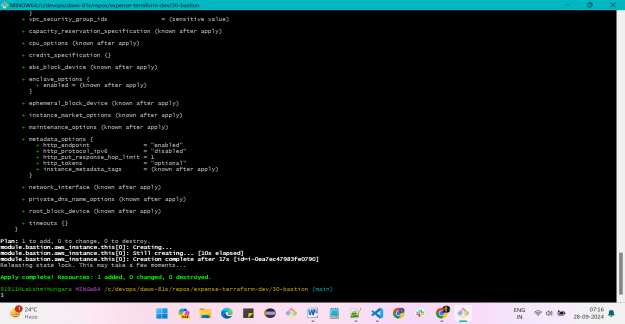 MINGW64:/c/devops/daws-81s/repos/expense-terraform-dev/30-bastion
}
+ vpc_security_group_ids = (sensitive value)
+ capacity_reservation_specification (known after apply)
+ cpu_options (known after apply)
+ credit_specification {}
+ ebs_block_device (known after apply)
+ enclave_options {
+ enabled = (known after apply)
}
+ ephemeral_block_device (known after apply)
+ instance_market_options (known after apply)
+ maintenance_options (known after apply)
+ metadata_options {
+ http_endpoint = "enabled"
+ http_protocol_ipv6 = "disabled"
+ http_put_response_hop_limit = 1
+ http_tokens = "optional"
+ instance_metadata_tags = (known after apply)
}
+ network_interface (known after apply)
+ private_dns_name_options (known after apply)
+ root_block_device (known after apply)
+ timeouts {}
}
Plan: 1 to add, 0 to change, 0 to destroy.
module.bastion.aws_instance.this[0]: Creating...
module.bastion.aws_instance.this[0]: Still creating... [10s elapsed]
module.bastion.aws_instance.this[0]: Creation complete after 17s [id=i-0ea7ec47983fe0790]
Releasing state lock. This may take a few moments...
Apply complete! Resources: 1 added, 0 changed, 0 destroyed.
MINGW64 /c/devops/daws-81s/repos/expense-terraform-dev/30-bastion (main)
$
24°C
Haze
ENG
IN
07:16
28-09-2024